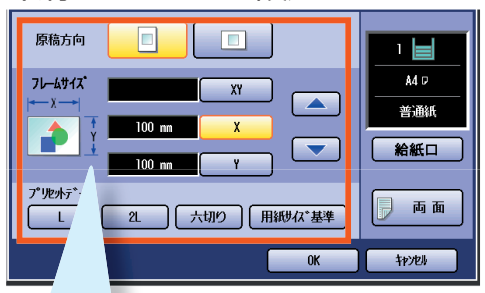 原稿方向
1
フレームサイズ
XY
A4
X
普通紙
100 mm
X
Y
給紙口
100 mm
Y
プリセットデ
L
2L
六切り
用紙サイズ基準
両面
OK
キャンセル